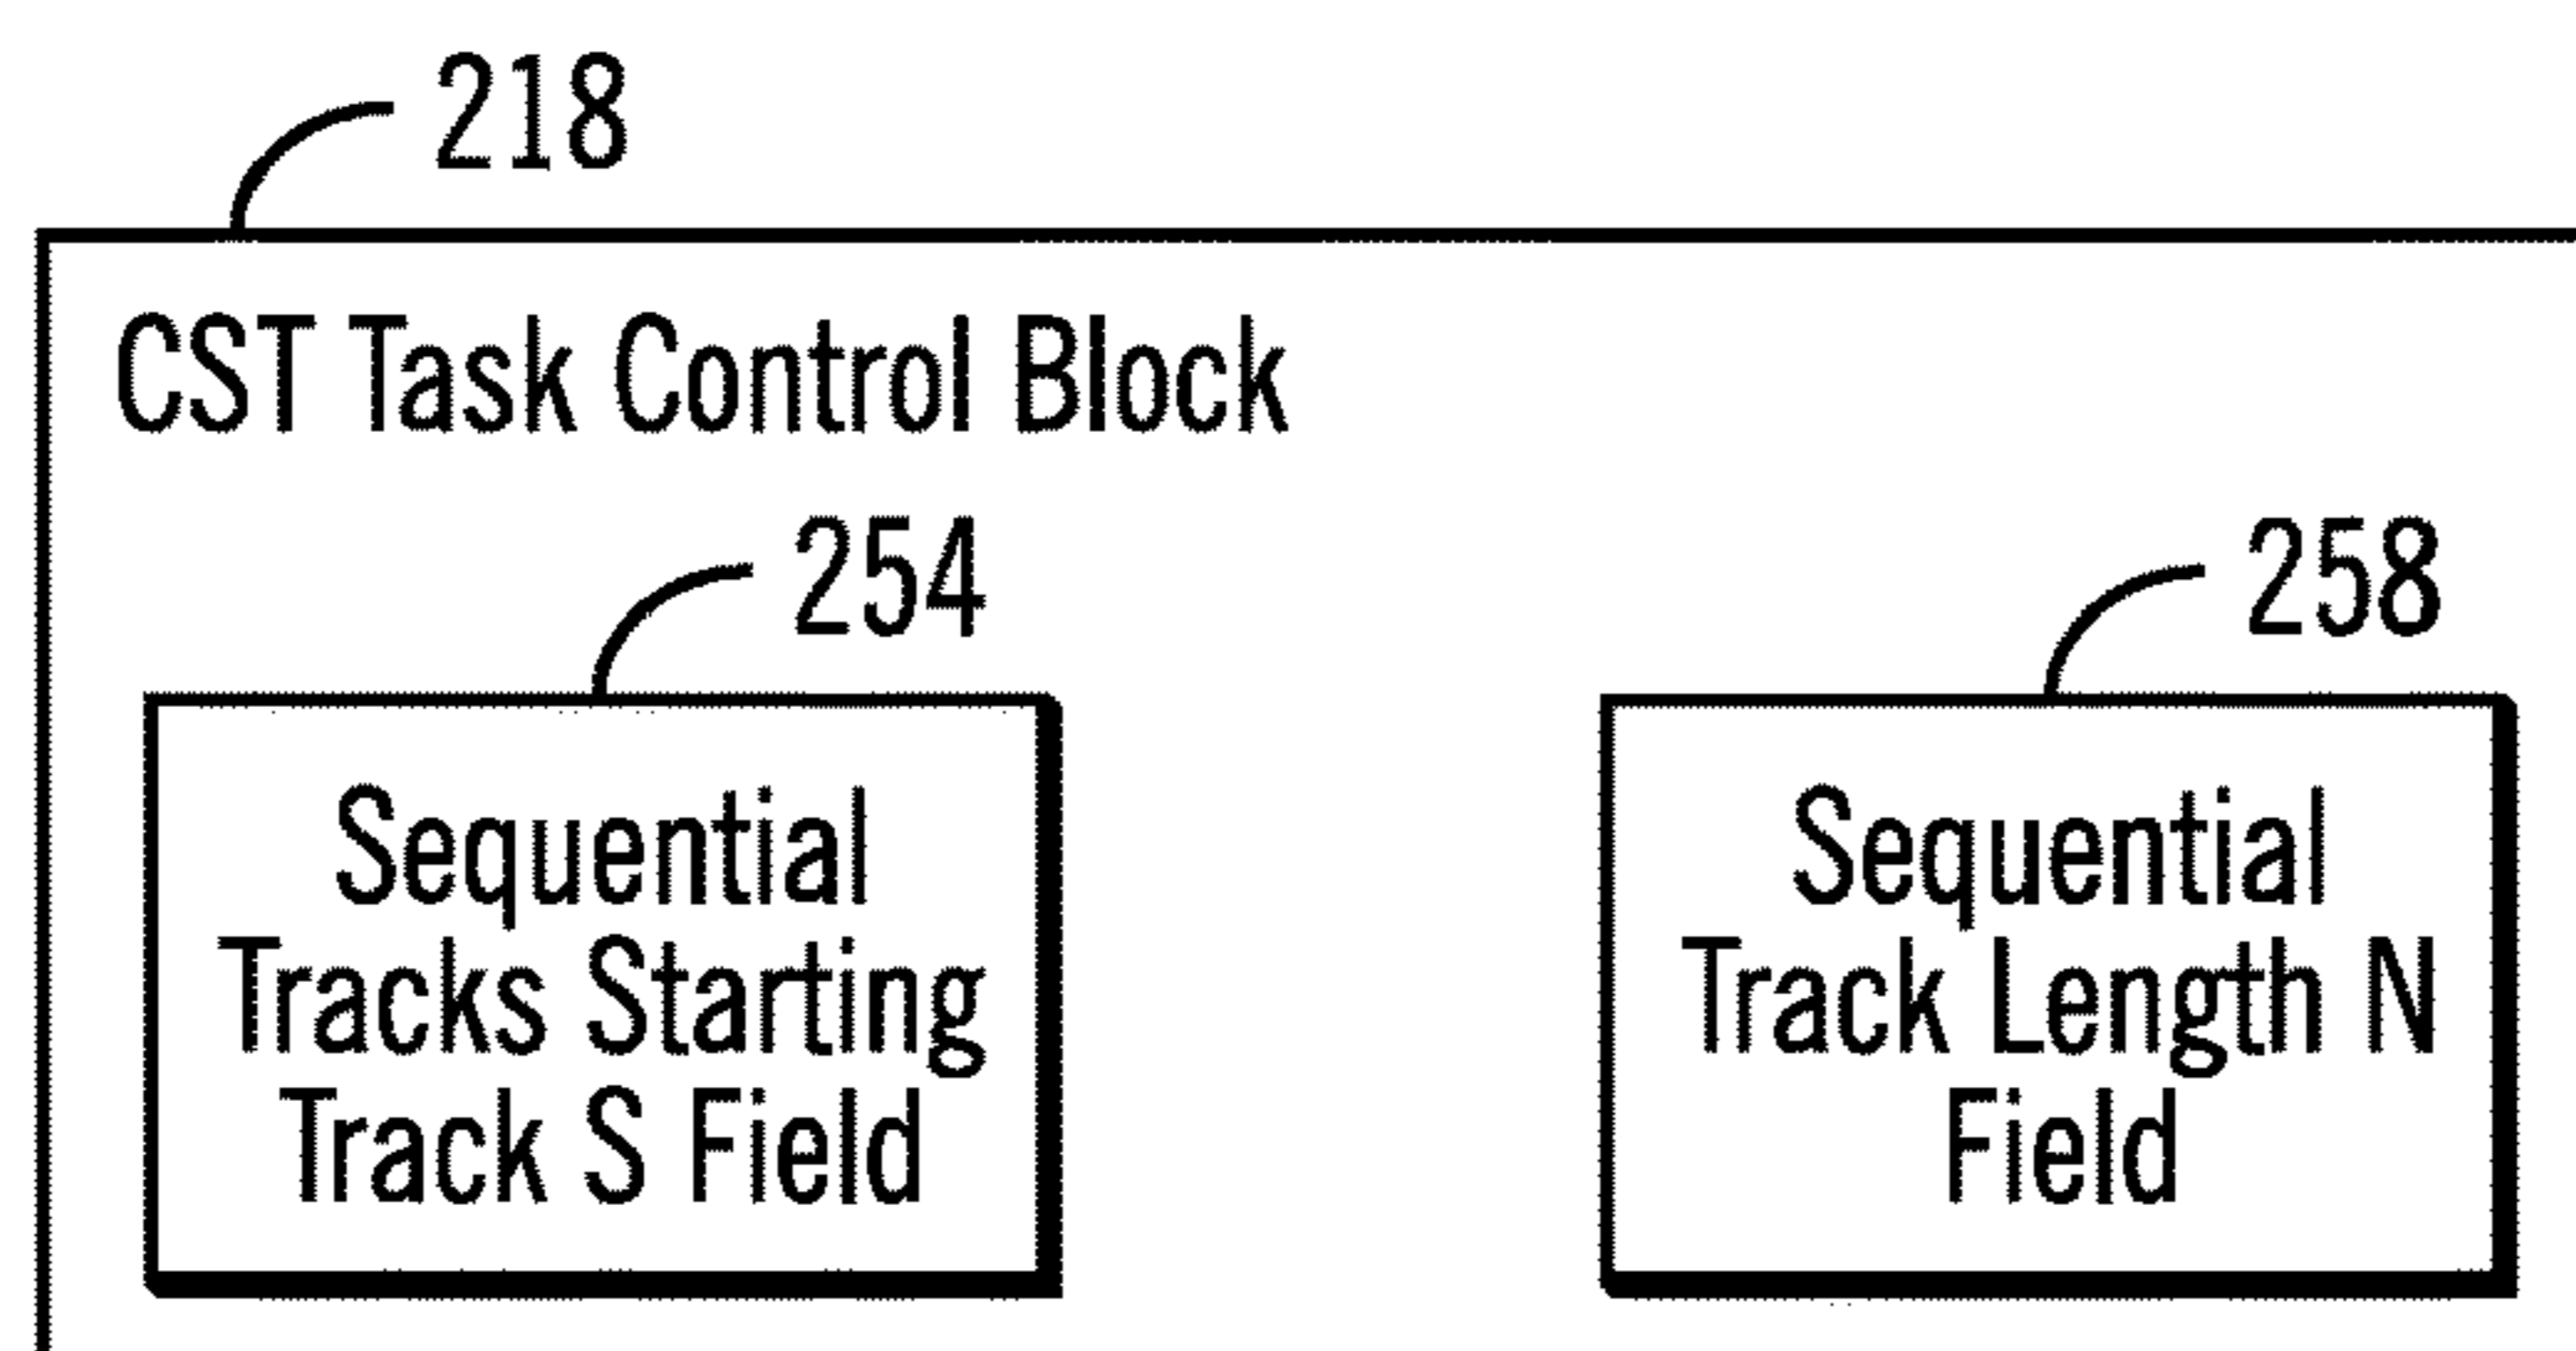 218
CST Task Control Block
254
Sequential
Tracks Starting
Track S Field
258
Sequential
Track Length N
Field